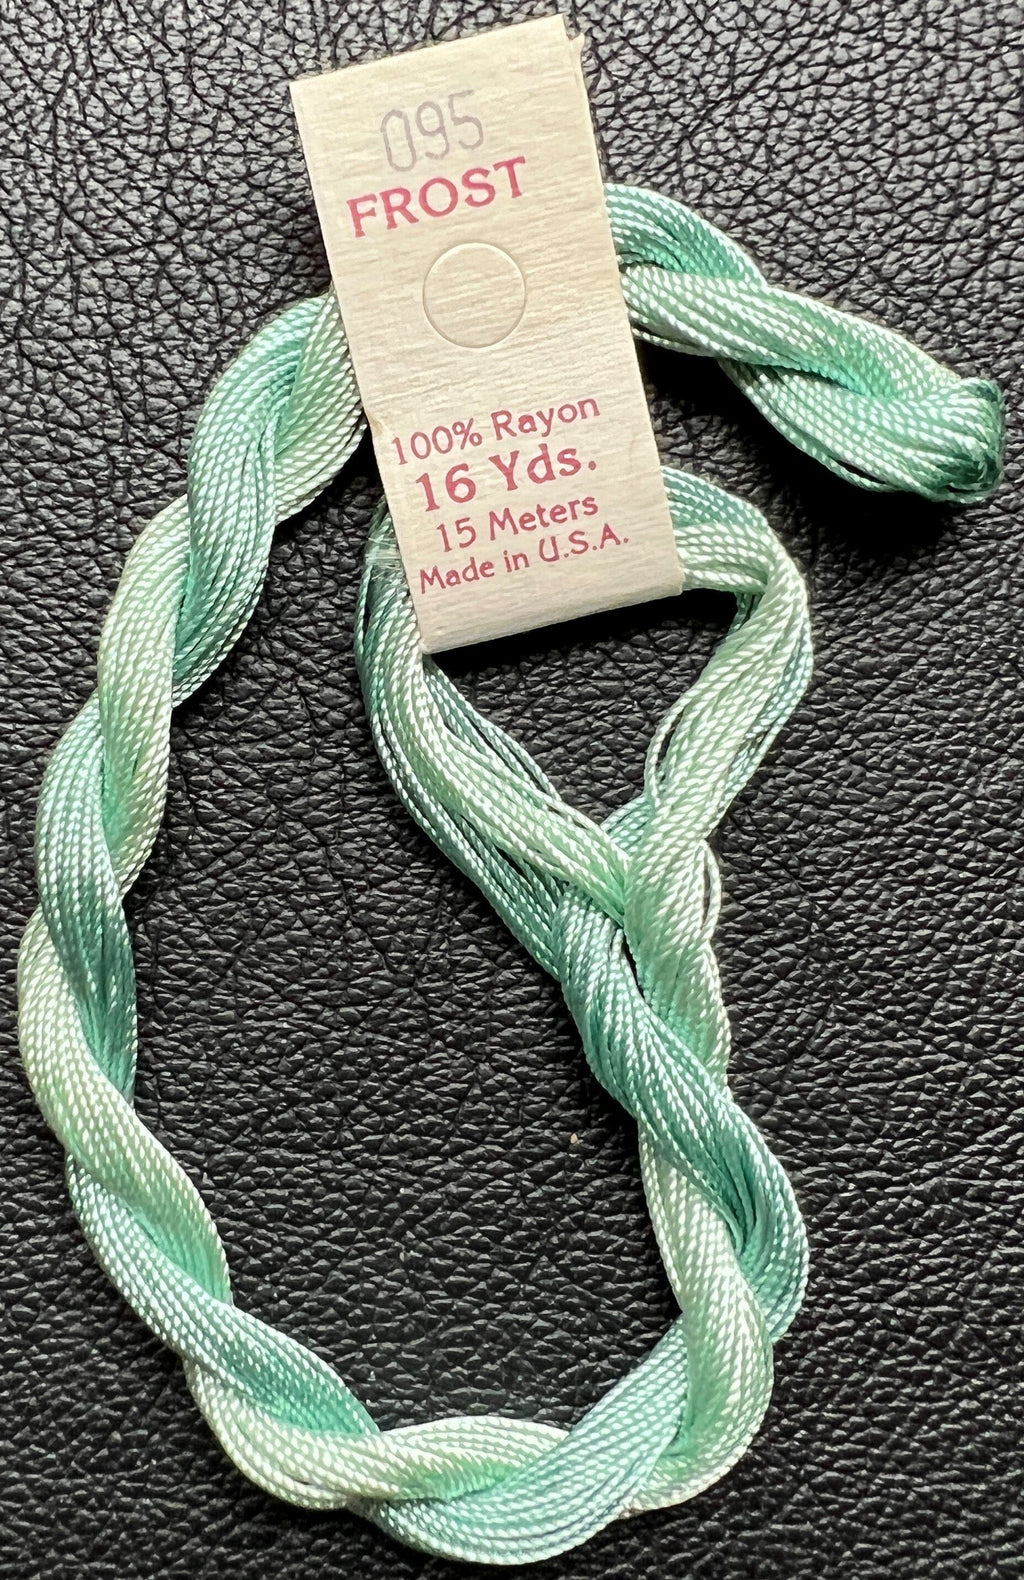 095
FROST
100% Rayon
16 Yds.
15 Meters
Made in U.S.A.